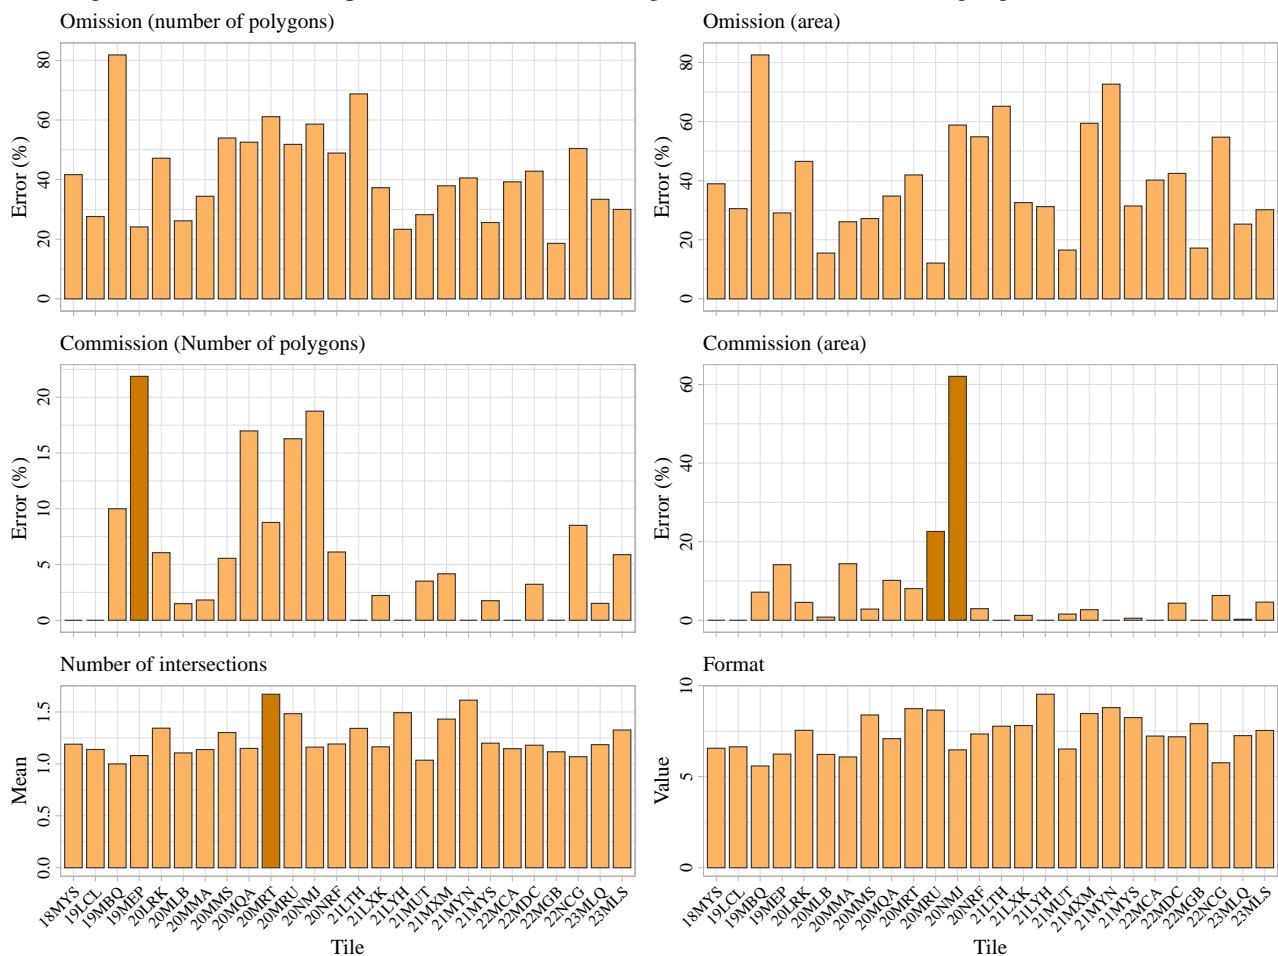 Omission (number of polygons)
Omission (area)
Error (%)
0 20 40 60 80
Error (%)
0 20 40 60 80
Commission (Number of polygons)
Commission (area)
Error (%)
0 5 10 15 20
Error (%)
0 20 40 60
Number of intersections
Format
Mean
0.0 0.5 1.0 1.5
Value
0 5 10
18MYS 19LCL 19MBQ 19MEP 20LRK 20MLB 20MMA 20MMS 20MQA 20MRT 20MRU 20NMJ 20NRF 21LTH 21LXK 21LYH 21MUT 21MXM 21MYN 21MYS 22MCA 22MDC 22MGB 22NCG 23MLQ 23MLS
18MYS 19LCL 19MBQ 19MEP 20LRK 20MLB 20MMA 20MMS 20MQA 20MRT 20MRU 20NMJ 20NRF 21LTH 21LXK 21LYH 21MUT 21MXM 21MYN 21MYS 22MCA 22MDC 22MGB 22NCG 23MLQ 23MLS
Tile
Tile